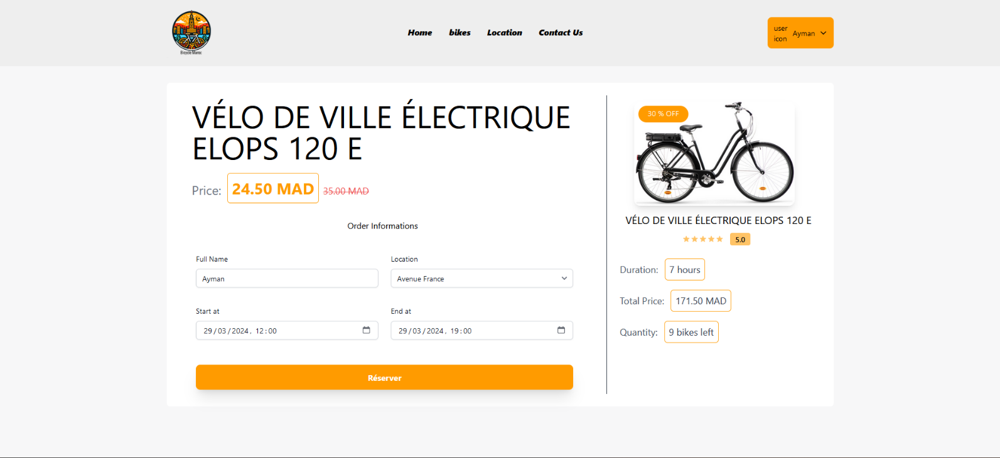 Bicycle Maroc
Home
bikes
Location
Contact Us
user
icon
Ayman
VÉLO DE VILLE ÉLECTRIQUE
ELOPS 120 E
Price: 24.50 MAD 35.00 MAD
Order Informations
Full Name
Location
Ayman
Avenue France
Start at
End at
29/03/2024, 12:00
29/03/2024, 19:00
Réserver
30 % OFF
VÉLO DE VILLE ÉLECTRIQUE ELOPS 120 E
5.0
Duration: 7 hours
Total Price: 171.50 MAD
Quantity: 9 bikes left